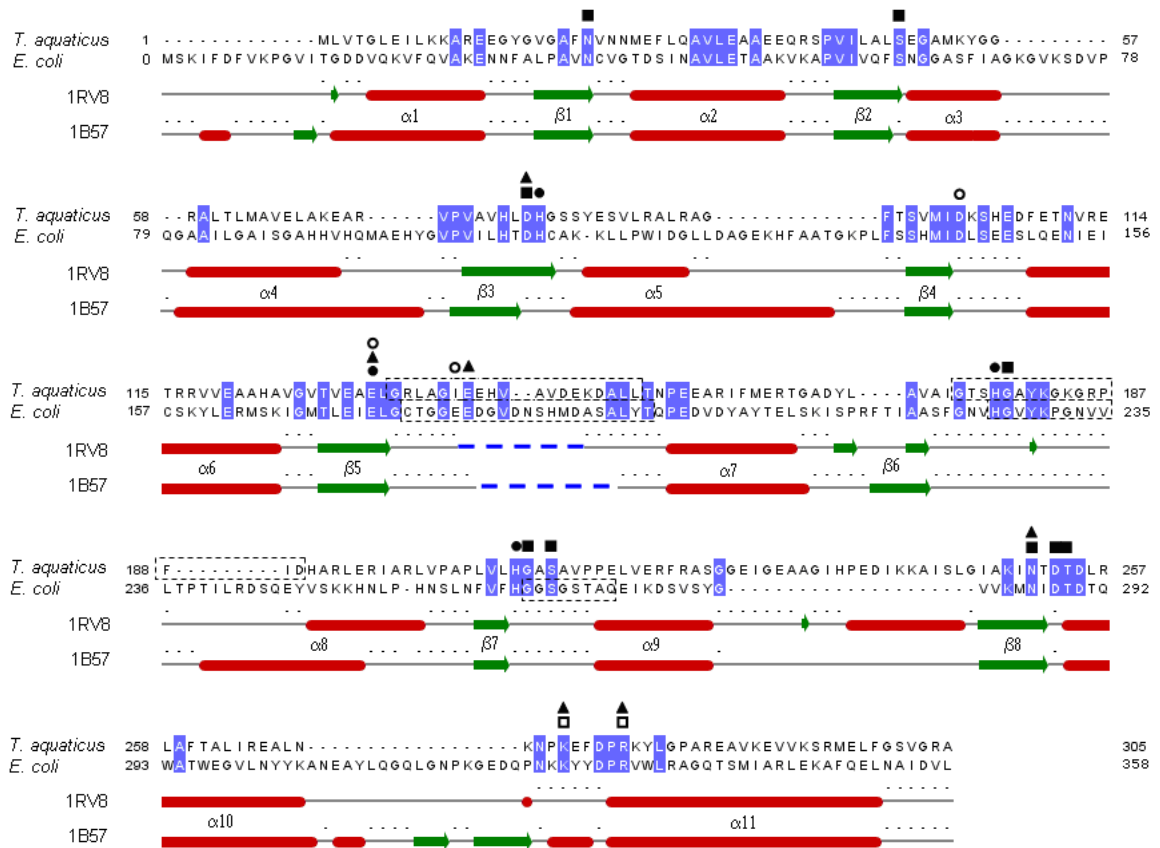 T. aquaticus 1 -------------MLVTGLEILKKAREEGYGVGAFNVNNMEFLQAVLEAAEEQRSPVILALSEGAMKYGG--------- 57
E. coli 0 MSKIFDFVKPGVITGDDVQKVFQVAKENNFALPAVNCVGTDSINAVLETAAKVKAPVIVQFSNGGASFIAGKGVKSDVP 78
1RV8
α1 β1 α2 β2 α3
1B57
T. aquaticus 58 --RALTLMAVELAKEAR------VPVAVHLDHGSSYESVLRALRAG--------------FTSVMIDKSHEDFETNVRE 114
E. coli 79 QGAAILGAISGAHHVHQMAEHYGVPVILHTDHCAK-KLLPWIDGLLDAGEKHFAATGKPLFSSHMIDLSEESLQENIEI 156
1RV8
α4 β3 α5 β4
1B57
T. aquaticus 115 TRRVVEAAHAVGVTVEAELGRLAGIEEHV--AVDEKDALLTNPEEARIFMERTGADYL----AVAIGTSHGAYKGKGRP 187
E. coli 157 CSKYLERMSKIGMTLEIELGCTGGEEDGVDNSHMDASALYTQPEDVDYAYTELSKISPRFTIAASFGNVHGVYKPGNVV 235
1RV8
α6 β5 α7 β6
1B57
T. aquaticus 188 F---------IDHARLERIARLVPAPLVLHGASAVPPELVERFRASGGEIGEAAGIHPEDIKKAISLGIAKINTDTDLR 257
E. coli 236 LTPTILRDSQEYVSKKHNLP-HNSLNFVFHGGSGSTAQEIKDSVSYG---------------------VVKMNIDTDTQ 292
1RV8
α8 β7 α9 β8
1B57
T. aquaticus 258 LAFTALIREALN-------------------KNPKEFDPRKYLGPAREAVKEVVKSRMELFGSVGRA 305
E. coli 293 WATWEGVLNYYKANEAYLQGQLGNPKGEDQPNKKYYDPRVWLRAGQTSMIARLEKAFQELNAIDVL 358
1RV8
α10 α11
1B57